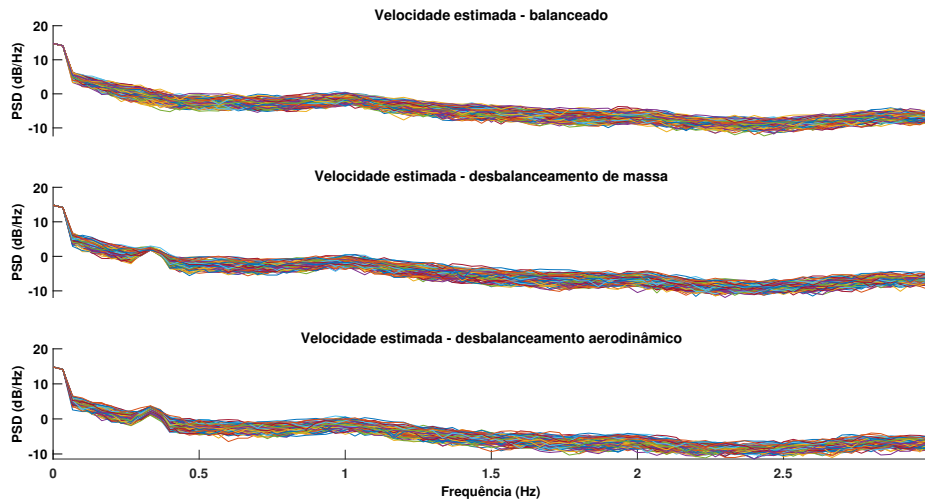 Velocidade estimada - balanceado
PSD (dB/Hz)
20
10
0
-10
Velocidade estimada - desbalanceamento de massa
PSD (dB/Hz)
20
10
0
-10
Velocidade estimada - desbalanceamento aerodinâmico
PSD (dB/Hz)
20
10
0
-10
0 0.5 1 1.5 2 2.5
Frequência (Hz)